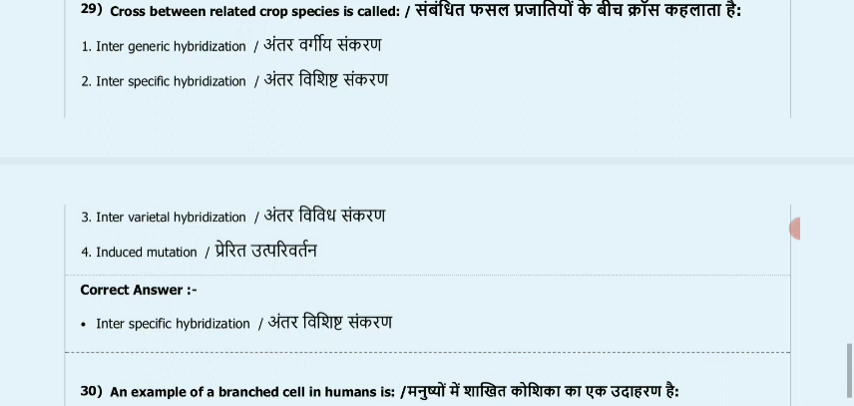 29) Cross between related crop species is called: / संबंधित फसल प्रजातियों के बीच क्रॉस कहलाता है:
1. Inter generic hybridization / अंतर वर्गीय संकरण
2. Inter specific hybridization / अंतर विशिष्ट संकरण
3. Inter varietal hybridization / अंतर विविध संकरण
4. Induced mutation / प्रेरित उत्परिवर्तन
Correct Answer :-
• Inter specific hybridization / अंतर विशिष्ट संकरण
30) An example of a branched cell in humans is: /मनुष्यों में शाखित कोशिका का एक उदाहरण है: